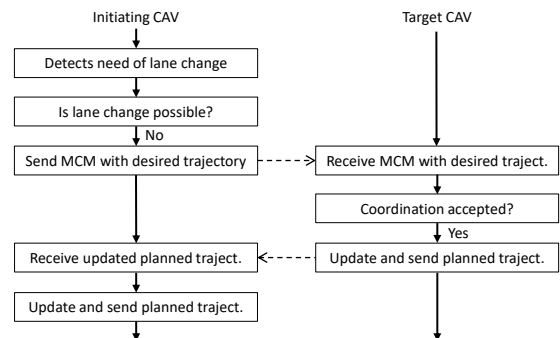 Initiating CAV
Target CAV
Detects need of lane change
Is lane change possible?
No
Send MCM with desired trajectory
Receive MCM with desired traject.
Coordination accepted?
Yes
Receive updated planned traject.
Update and send planned traject.
Update and send planned traject.